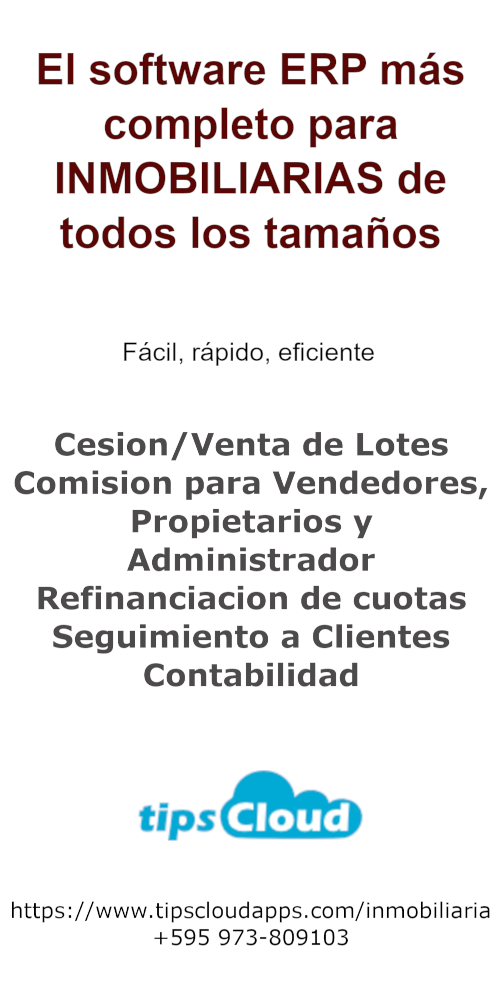 El software ERP más
completo para
INMOBILIARIAS de
todos los tamaños
Fácil, rápido, eficiente
Cesion/Venta de Lotes
Comision para Vendedores,
Propietarios y
Administrador
Refinanciacion de cuotas
Seguimiento a Clientes
Contabilidad
tipsCloud
https://www.tipscloudapps.com/inmobiliaria
+595 973-809103